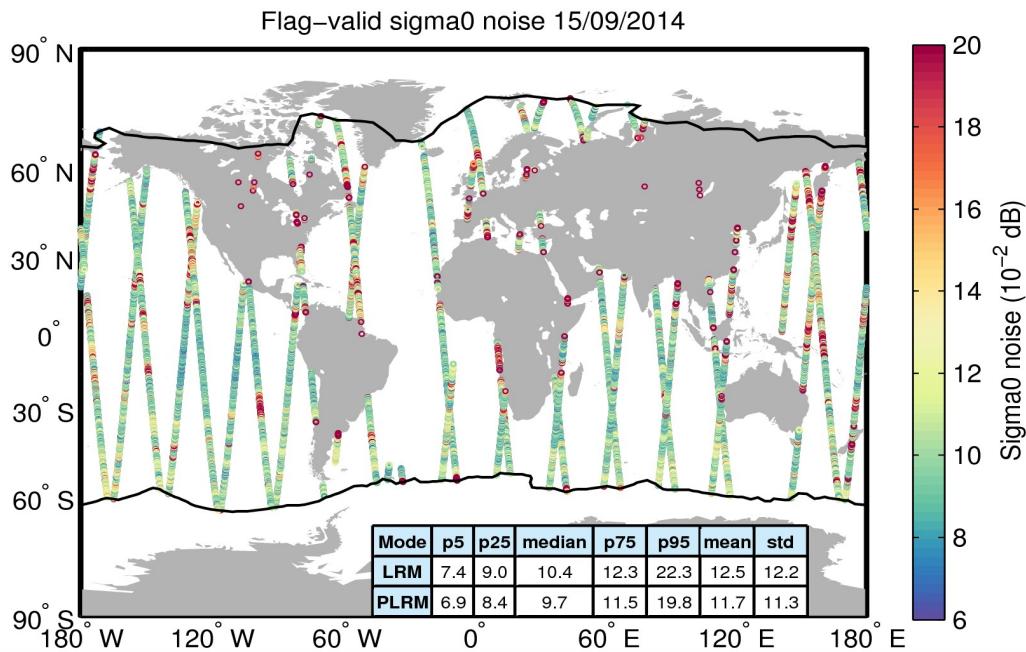 Flag−valid sigma0 noise 15/09/2014
90° N
60° N
30° N
0°
30° S
60° S
90° S
180° W
120° W
60° W
0°
60° E
120° E
180° E
Mode p5 p25 median p75 p95 mean std
LRM 7.4 9.0 10.4 12.3 22.3 12.5 12.2
PLRM 6.9 8.4 9.7 11.5 19.8 11.7 11.3
20
18
16
14
12
10
8
6
Sigma0 noise (10⁻² dB)